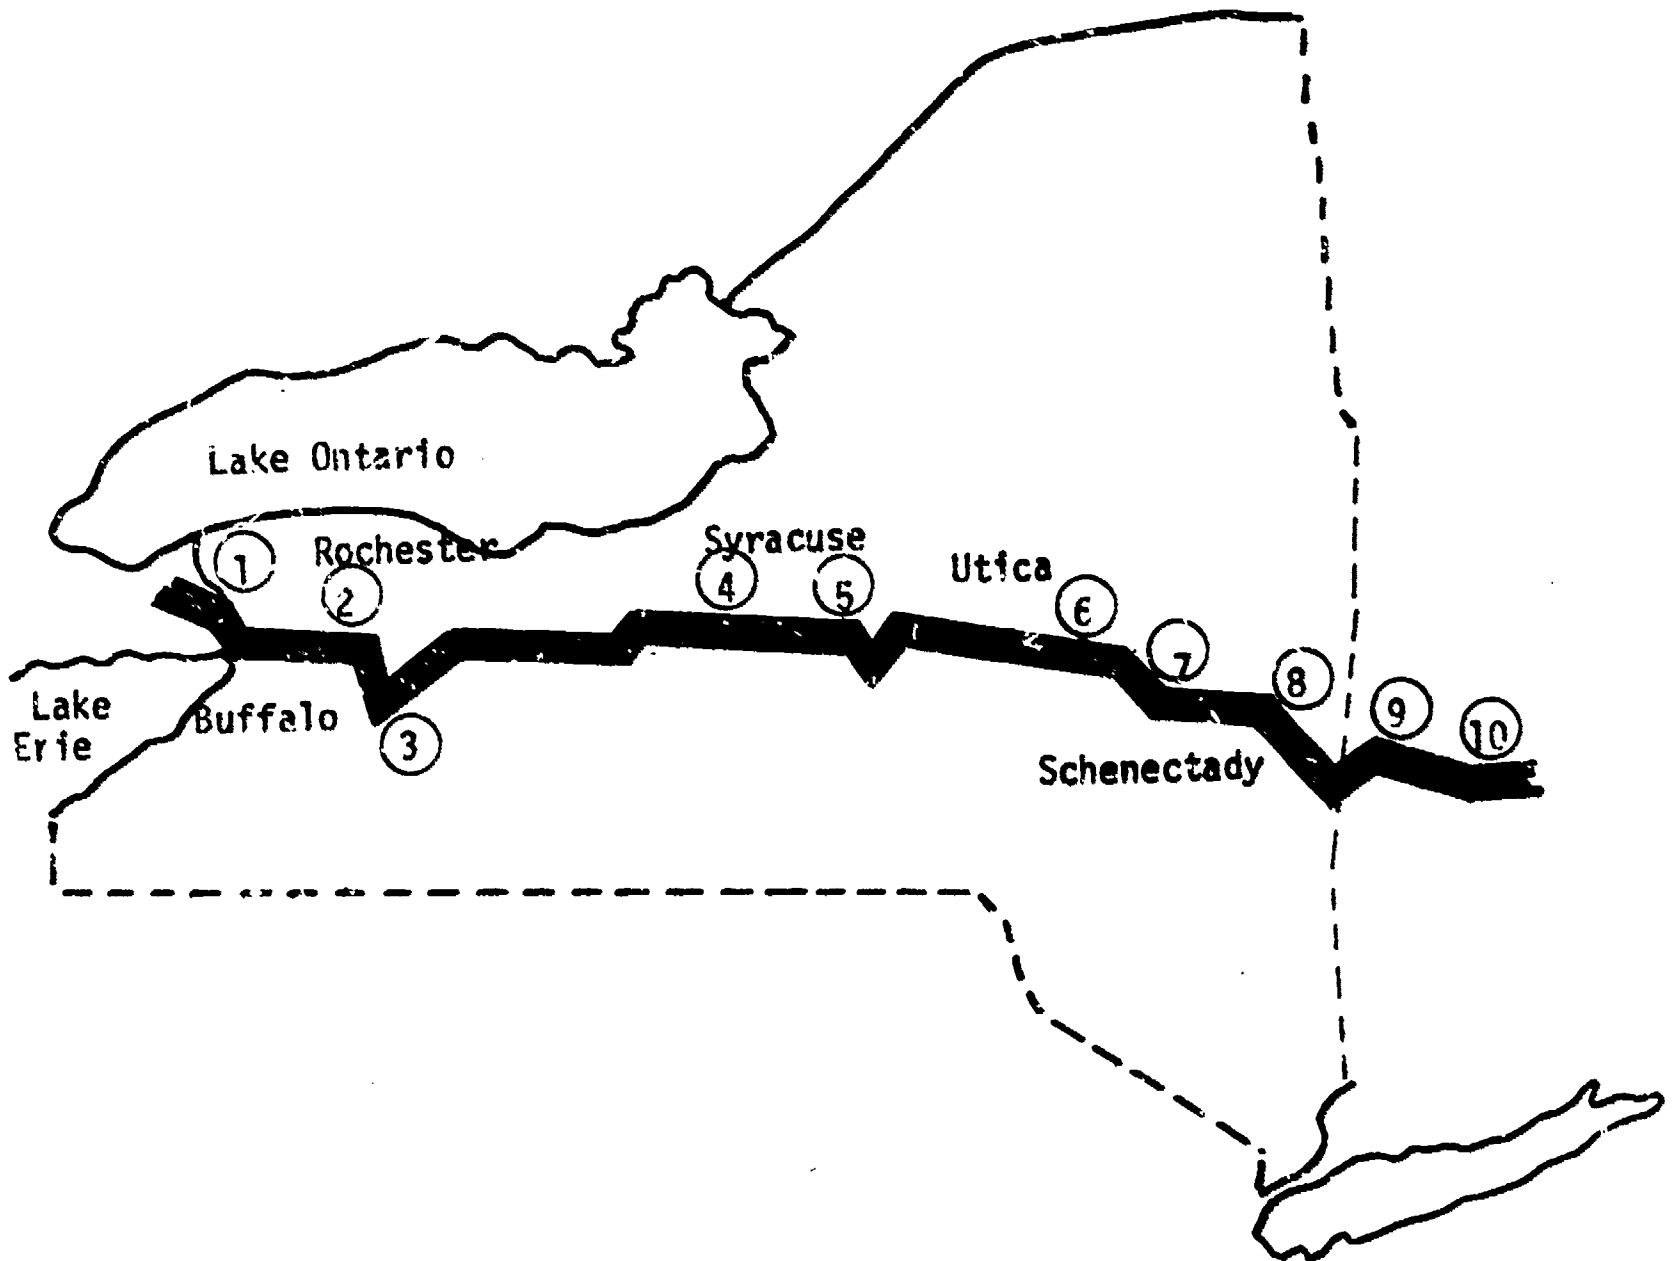 Lake Ontario
1
Rochester
2
Syracuse
4
5
Utica
6
7
8
9
10
Lake
Erie
Buffalo
3
Schenectady